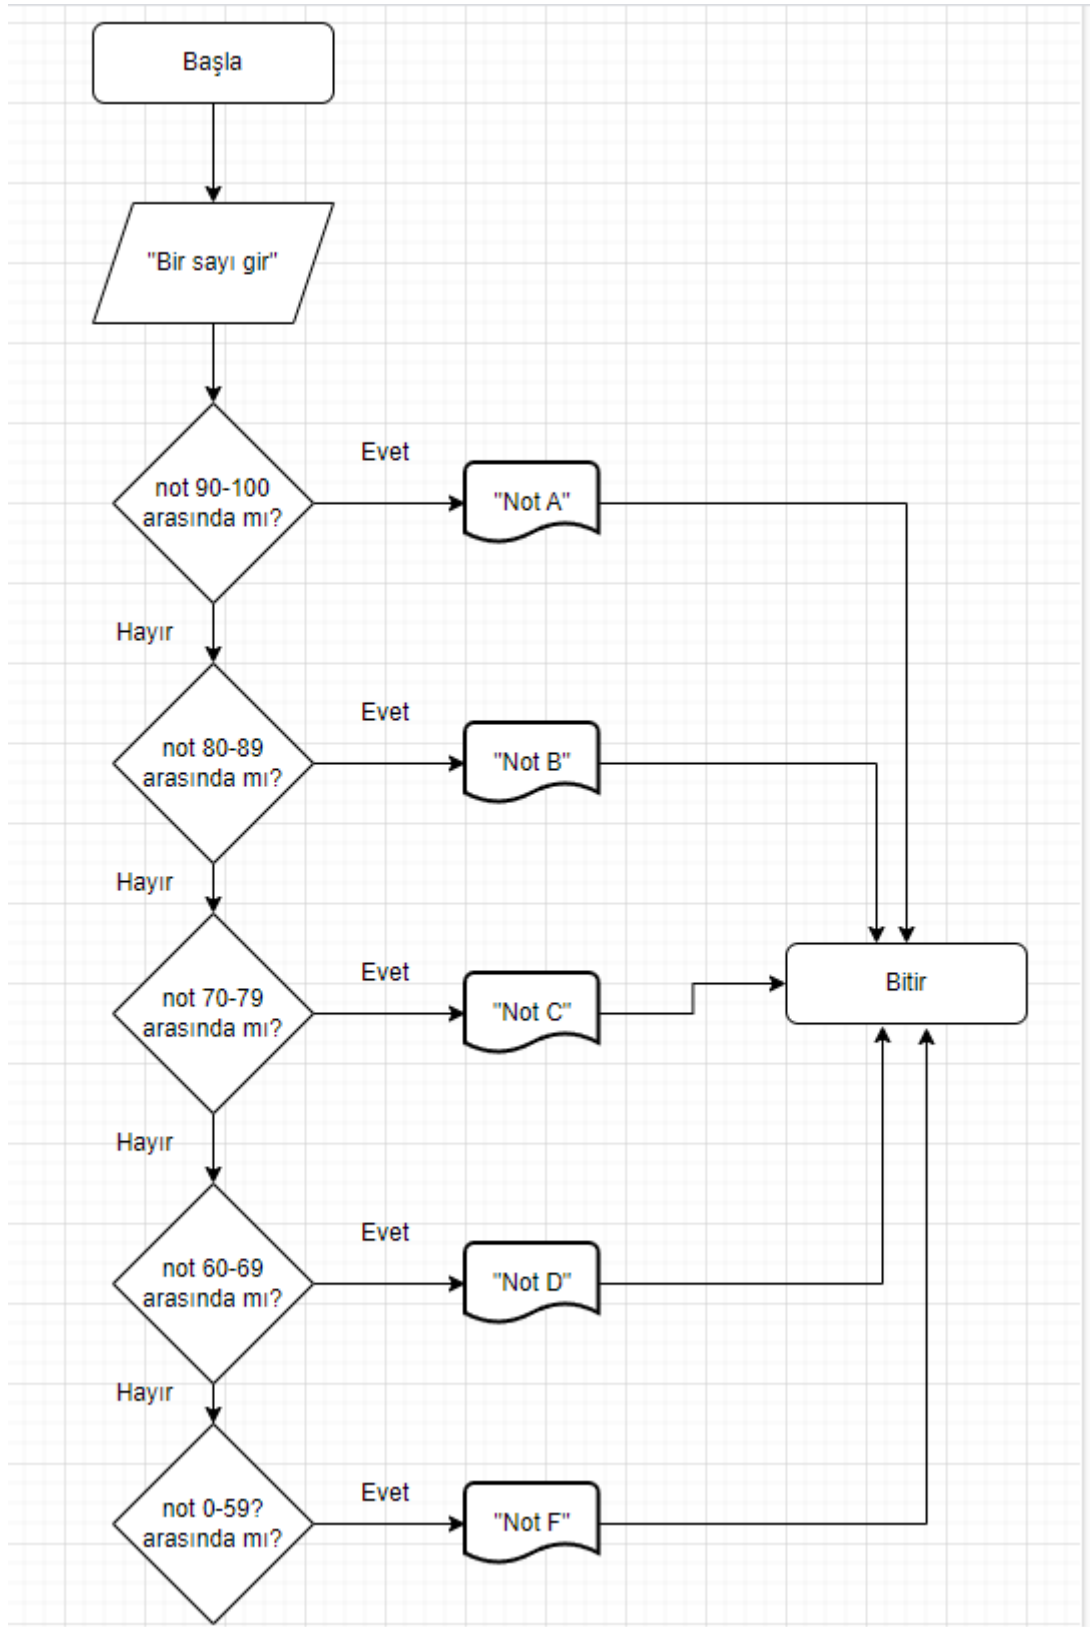 Başla
"Bir sayı gir"
Evet
not 90-100
arasında mı?
"Not A"
Hayır
Evet
not 80-89
arasında mı?
"Not B"
Hayır
Evet
not 70-79
arasında mı?
"Not C"
Bitir
Hayır
Evet
not 60-69
arasında mı?
"Not D"
Hayır
Evet
not 0-59?
arasında mı?
"Not F"